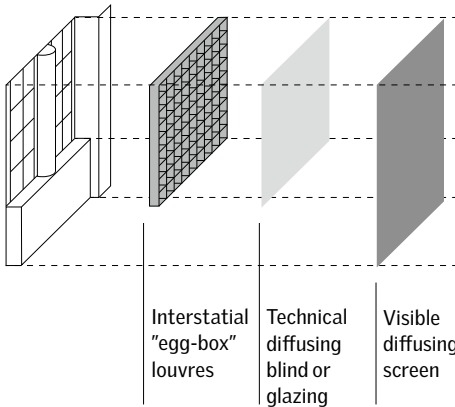 Interstatial
"egg-box"
louvres
Technical
diffusing
blind or
glazing
Visible
diffusing
screen